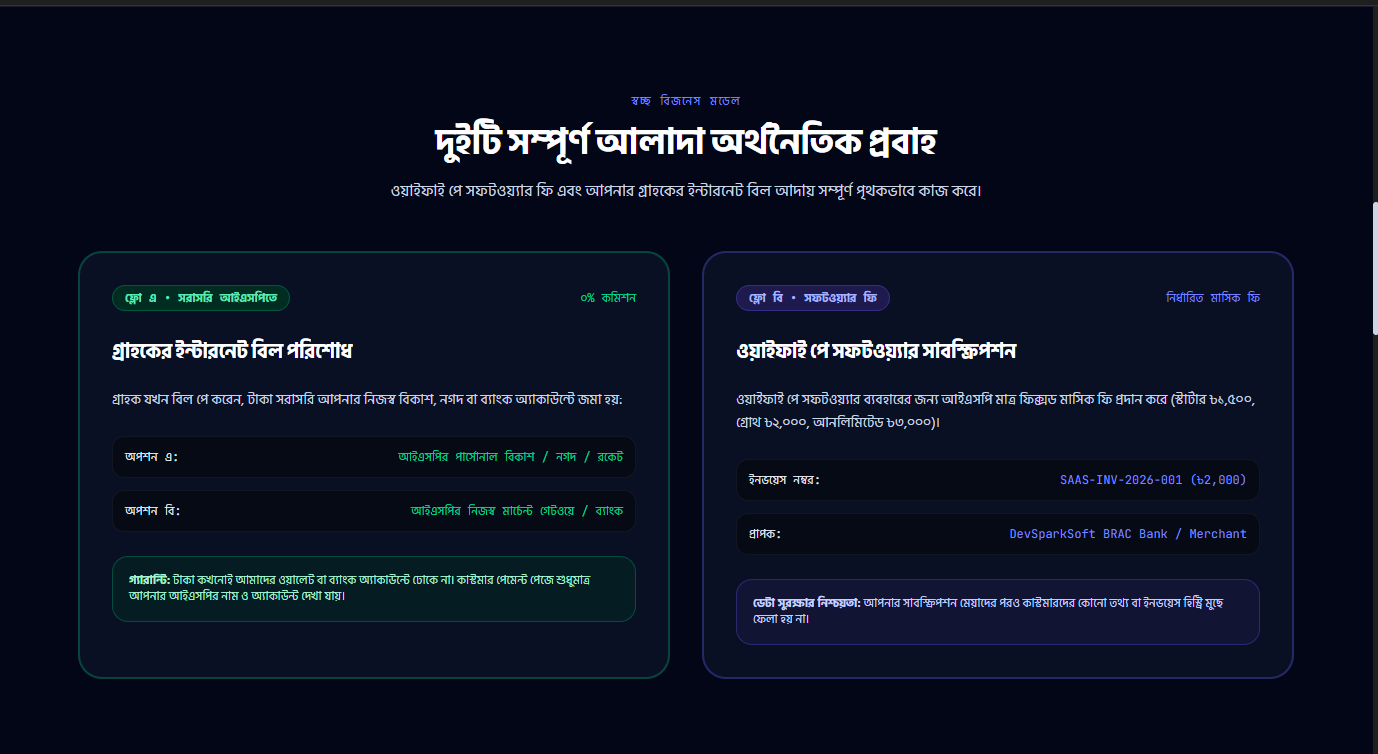 স্বচ্ছ বিজনেস মডেল
দুইটি সম্পূর্ণ আলাদা অর্থনৈতিক প্রবাহ
ওয়াইফাই পে সফটওয়্যার ফি এবং আপনার গ্রাহকের ইন্টারনেট বিল আদায় সম্পূর্ণ পৃথকভাবে কাজ করে।
ফ্লো এ • সরাসরি আইএসপিতে
০% কমিশন
গ্রাহকের ইন্টারনেট বিল পরিশোধ
গ্রাহক যখন বিল পে করেন, টাকা সরাসরি আপনার নিজস্ব বিকাশ, নগদ বা ব্যাংক অ্যাকাউন্টে জমা হয়:
অপশন এ:
আইএসপির পার্সোনাল বিকাশ / নগদ / রকেট
অপশন বি:
আইএসপির নিজস্ব মার্চেন্ট গেটওয়ে / ব্যাংক
গ্যারান্টি: টাকা কখনোই আমাদের ওয়ালেট বা ব্যাংক অ্যাকাউন্টে ঢোকে না। কাস্টমার পেমেন্ট পেজে শুধুমাত্র
আপনার আইএসপির নাম ও অ্যাকাউন্ট দেখা যায়।
ফ্লো বি • সফটওয়্যার ফি
নির্ধারিত মাসিক ফি
ওয়াইফাই পে সফটওয়্যার সাবস্ক্রিপশন
ওয়াইফাই পে সফটওয়্যার ব্যবহারের জন্য আইএসপি মাত্র ফিক্সড মাসিক ফি প্রদান করে (স্টার্টার ৳১,৫০০,
গ্রোথ ৳২,০০০, আনলিমিটেড ৳৩,০০০)।
ইনভয়েস নম্বর:
SAAS-INV-2026-001 (৳2,000)
প্রাপক:
DevSparkSoft BRAC Bank / Merchant
ডেটা সুরক্ষার নিশ্চয়তা: আপনার সাবস্ক্রিপশন মেয়াদের পরও কাস্টমারদের কোনো তথ্য বা ইনভয়েস হিস্ট্রি মুছে
ফেলা হয় না।